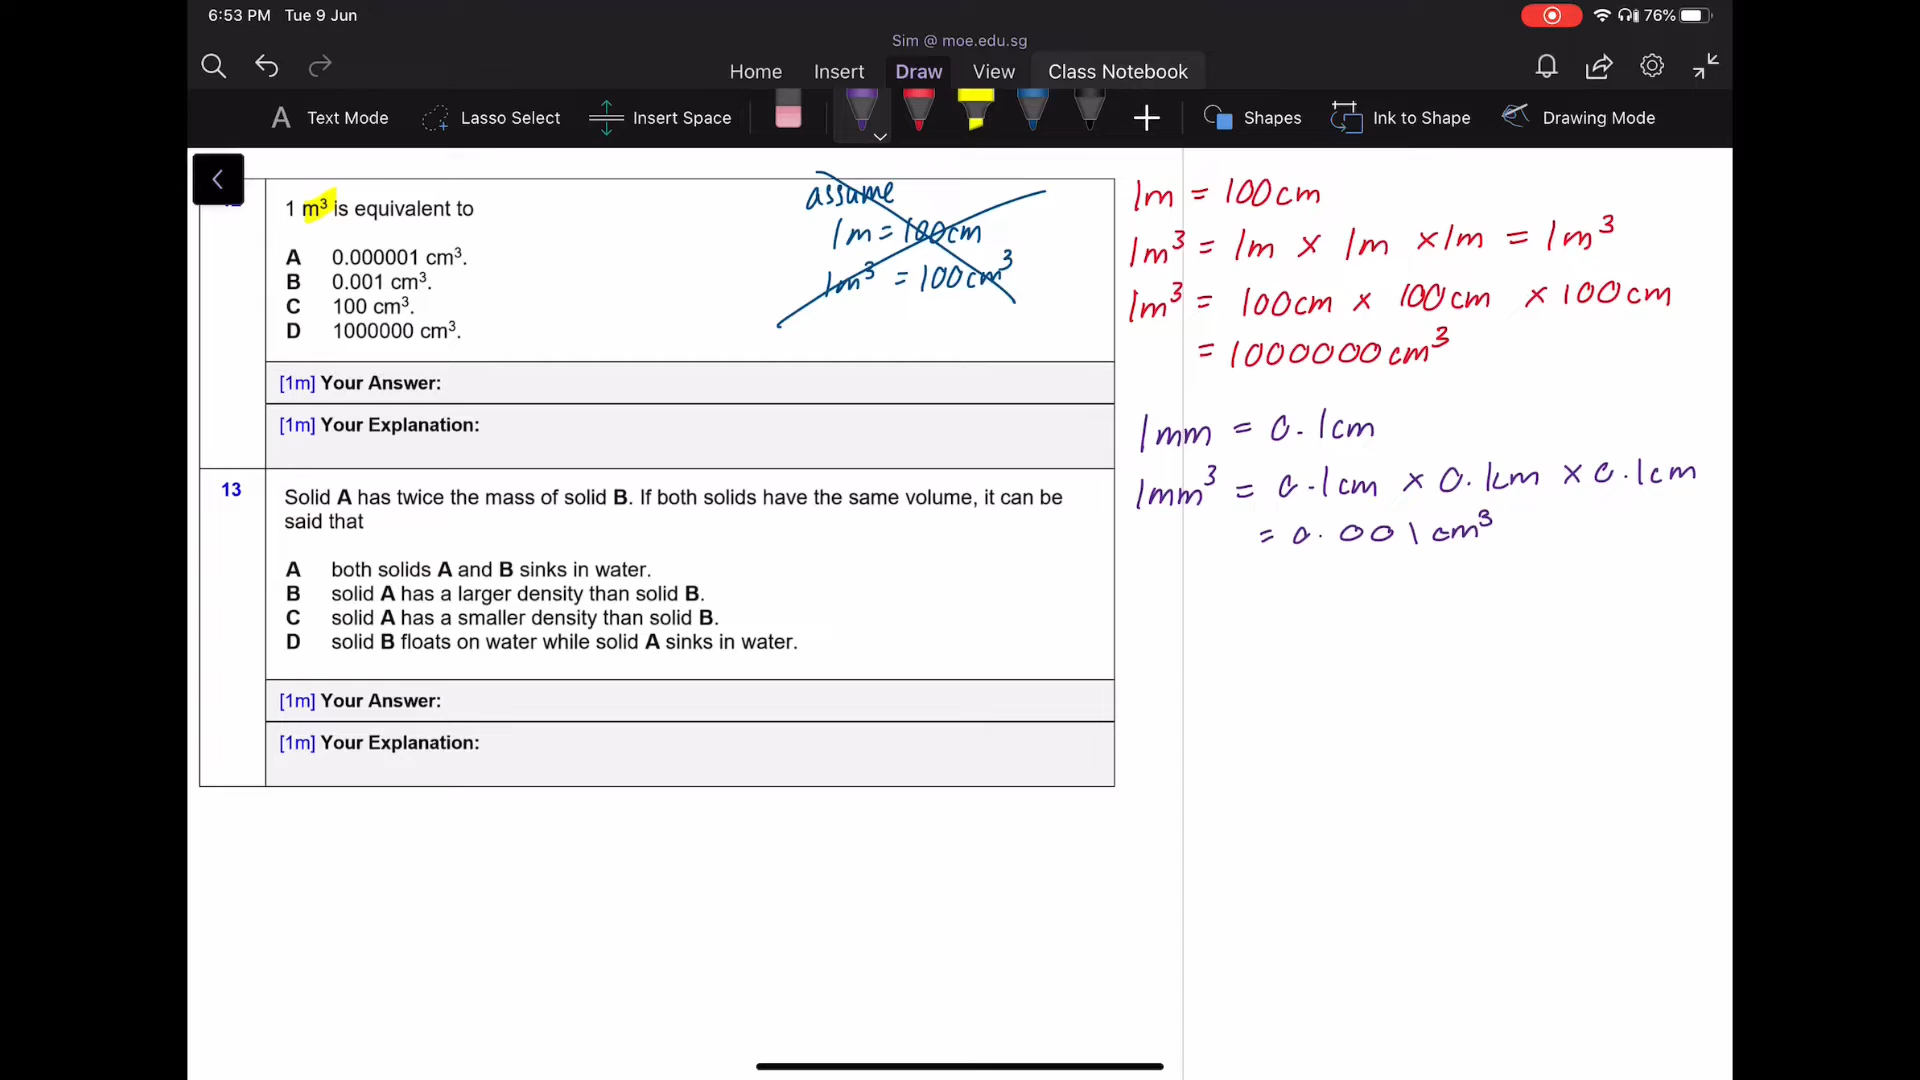 6:53 PM Tue 9 Jun
76%
Sim @ moe.edu.sg
Home Insert Draw View Class Notebook
Text Mode Lasso Select Insert Space Shapes Ink to Shape Drawing Mode
1 m³ is equivalent to
A 0.000001 cm³.
B 0.001 cm³.
C 100 cm³.
D 1000000 cm³.
assume
1m = 100cm
1m³ = 100cm³
[1m] Your Answer:
[1m] Your Explanation:
13
Solid A has twice the mass of solid B. If both solids have the same volume, it can be
said that
A both solids A and B sinks in water.
B solid A has a larger density than solid B.
C solid A has a smaller density than solid B.
D solid B floats on water while solid A sinks in water.
[1m] Your Answer:
[1m] Your Explanation:
1m = 100cm
1m³ = 1m × 1m × 1m = 1m³
1m³ = 100cm × 100cm × 100cm
= 1000000cm³
1mm = 0.1cm
1mm³ = 0.1cm × 0.1cm × 0.1cm
= 0.001cm³